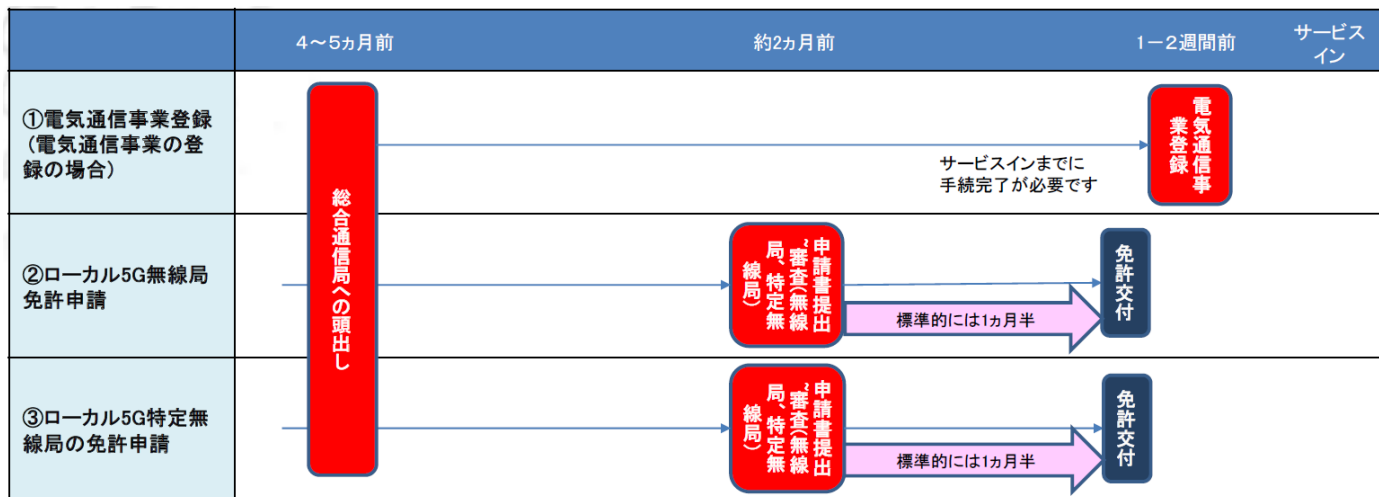 4～5ヵ月前
約2ヵ月前
1－2週間前
サービス
イン
①電気通信事業登録
（電気通信事業の登
録の場合）
総合通信局への頭出し
サービスインまでに
手続完了が必要です
電気通信事
業登録
②ローカル5G無線局
免許申請
申請書提出
、審査(無線
局、特定無
線局)
標準的には1ヵ月半
免許交付
③ローカル5G特定無
線局の免許申請
申請書提出
、審査(無線
局、特定無
線局)
標準的には1ヵ月半
免許交付